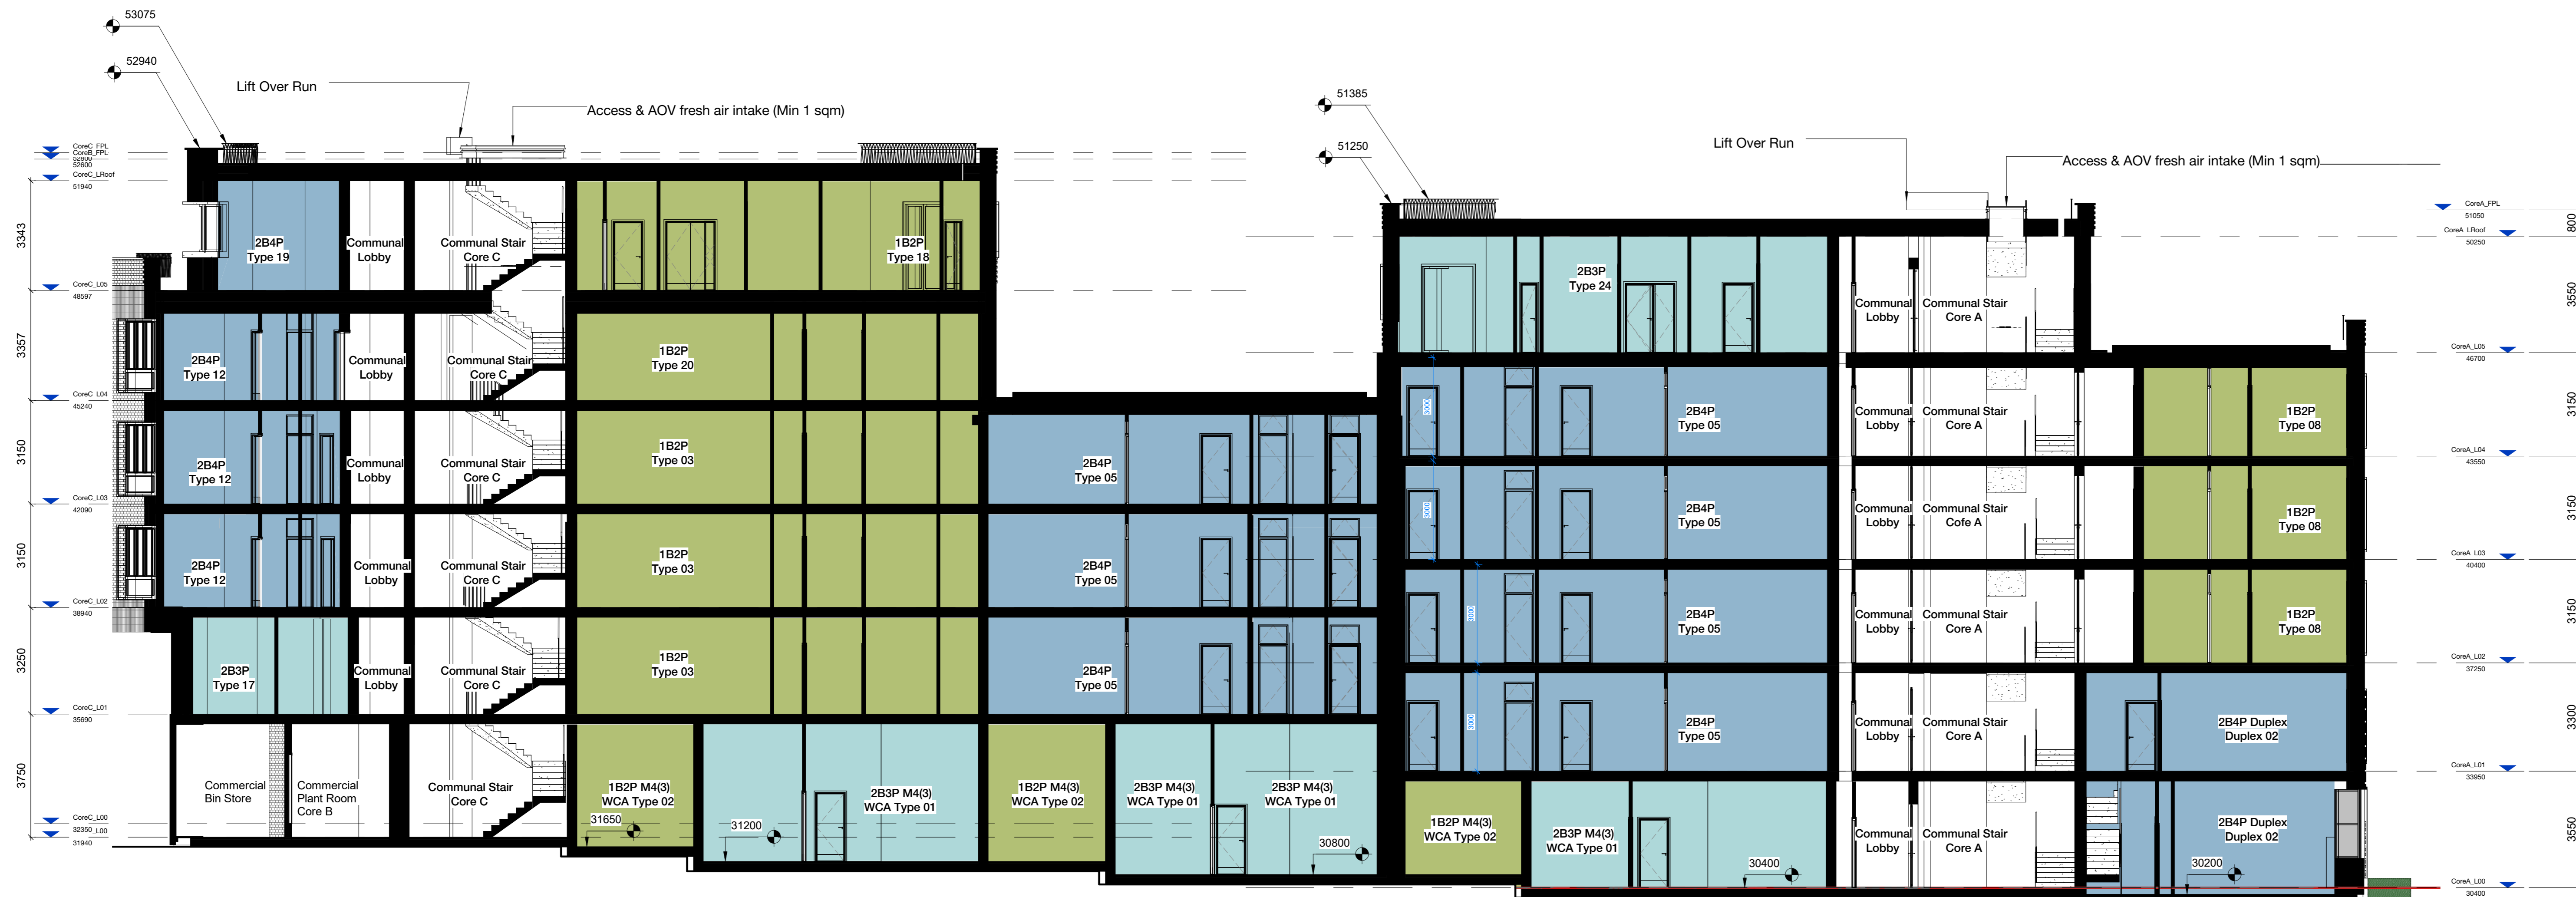 53075
52940
Lift Over Run
Access & AOV fresh air intake (Min 1 sqm)
51385
51250
Lift Over Run
Access & AOV fresh air intake (Min 1 sqm)
CoreC_FPL
CoreB_FPL
52800
52600
CoreC_LRoof
51940
3343
CoreC_L05
48597
3357
CoreC_L04
45240
3150
CoreC_L03
42090
3150
CoreC_L02
38940
3250
CoreC_L01
35690
3750
CoreC_L00
32350_L00
31940
2B4P
Type 19
Communal
Lobby
Communal Stair
Core C
1B2P
Type 18
2B4P
Type 12
Communal
Lobby
Communal Stair
Core C
1B2P
Type 20
2B4P
Type 12
Communal
Lobby
Communal Stair
Core C
1B2P
Type 03
2B4P
Type 05
2B4P
Type 12
Communal
Lobby
Communal Stair
Core C
1B2P
Type 03
2B4P
Type 05
2B3P
Type 17
Communal
Lobby
Communal Stair
Core C
1B2P
Type 03
2B4P
Type 05
Commercial
Bin Store
Commercial
Plant Room
Core B
Communal Stair
Core C
1B2P M4(3)
WCA Type 02
31650
2B3P M4(3)
WCA Type 01
31200
1B2P M4(3)
WCA Type 02
2B3P M4(3)
WCA Type 01
2B3P M4(3)
WCA Type 01
30800
2B3P
Type 24
Communal
Lobby
Communal Stair
Core A
2B4P
Type 05
Communal
Lobby
Communal Stair
Core A
1B2P
Type 08
3000
2B4P
Type 05
Communal
Lobby
Communal Stair
Cofe A
1B2P
Type 08
3000
2B4P
Type 05
Communal
Lobby
Communal Stair
Core A
1B2P
Type 08
3000
2B4P
Type 05
Communal
Lobby
Communal Stair
Core A
2B4P Duplex
Duplex 02
3000
1B2P M4(3)
WCA Type 02
2B3P M4(3)
WCA Type 01
30400
Communal
Lobby
Communal Stair
Core A
2B4P Duplex
Duplex 02
30200
CoreA_FPL
51050
800
CoreA_LRoof
50250
3550
CoreA_L05
46700
3150
CoreA_L04
43550
3150
CoreA_L03
40400
3150
CoreA_L02
37250
3300
CoreA_L01
33950
3550
CoreA_L00
30400